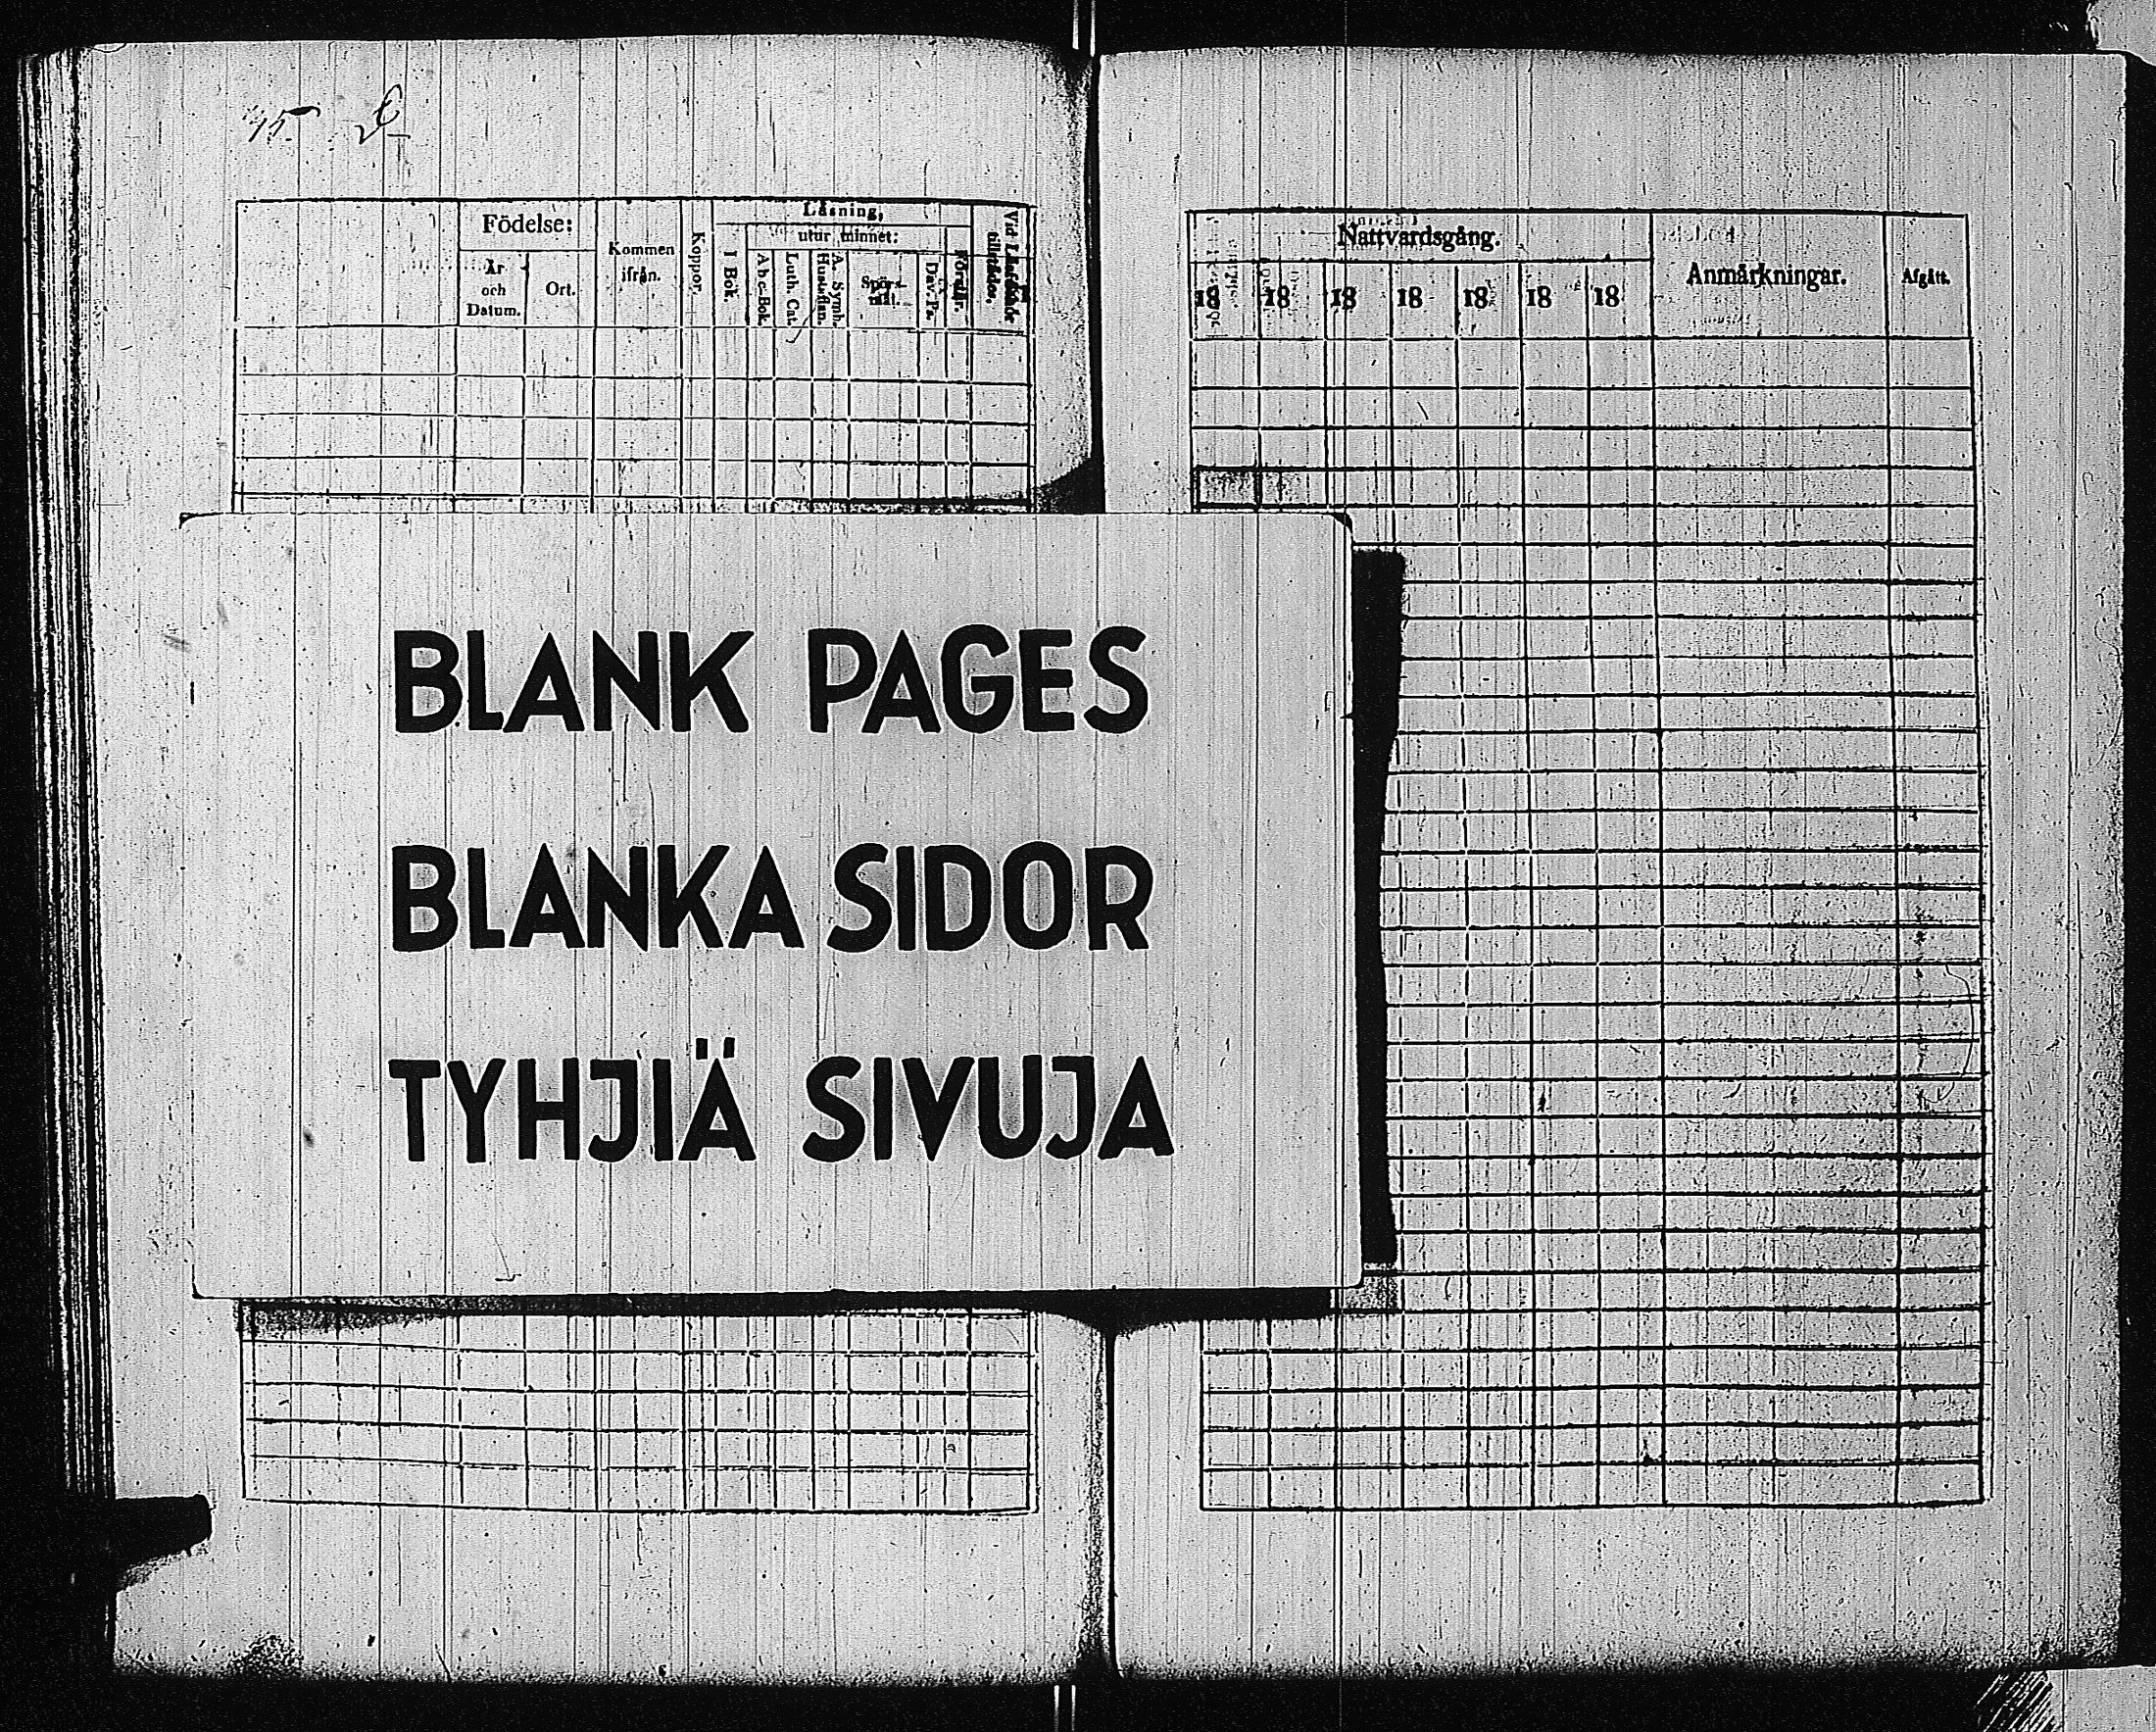 Födelse:
År
och
Datum.
Ort.
Kommen
ifrån.
Koppor.
Läsning,
utur minnet:
I Bok.
A b c-Bok.
Luth. Cat.
A. Symb.
Hustaflan.
Spörs-
mål.
Dav. Ps.
Förstår.
Nattvardsgång.
18 18 18 18 18 18 18
Anmärkningar.
Afgått.
BLANK PAGES
BLANKA SIDOR
TYHJIÄ SIVUJA